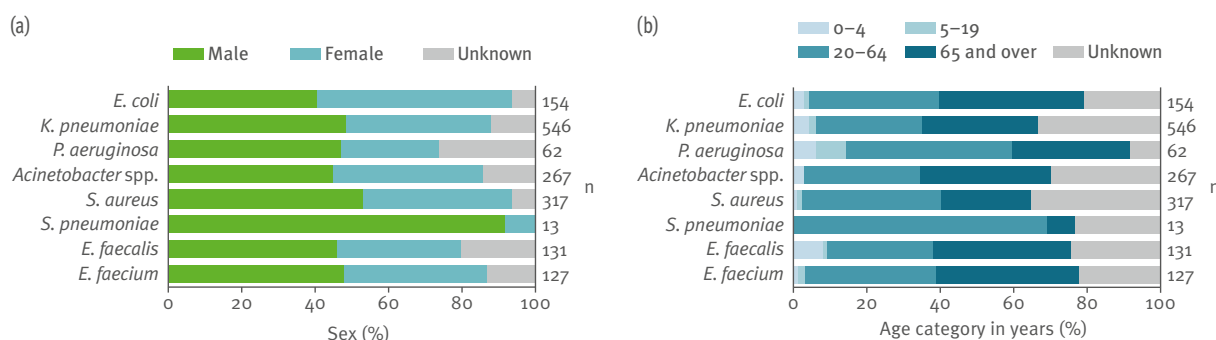 (a)
Male Female Unknown
E. coli 154
K. pneumoniae 546
P. aeruginosa 62
Acinetobacter spp. 267
n
S. aureus 317
S. pneumoniae 13
E. faecalis 131
E. faecium 127
0 20 40 60 80 100
Sex (%)
(b)
0–4 5–19
20–64 65 and over Unknown
E. coli 154
K. pneumoniae 546
P. aeruginosa 62
Acinetobacter spp. 267
n
S. aureus 317
S. pneumoniae 13
E. faecalis 131
E. faecium 127
0 20 40 60 80 100
Age category in years (%)